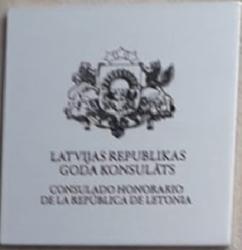 LATVIJAS REPUBLIKAS
GODA KONSULĀTS
CONSULADO HONORARIO
DE LA REPÚBLICA DE LETONIA